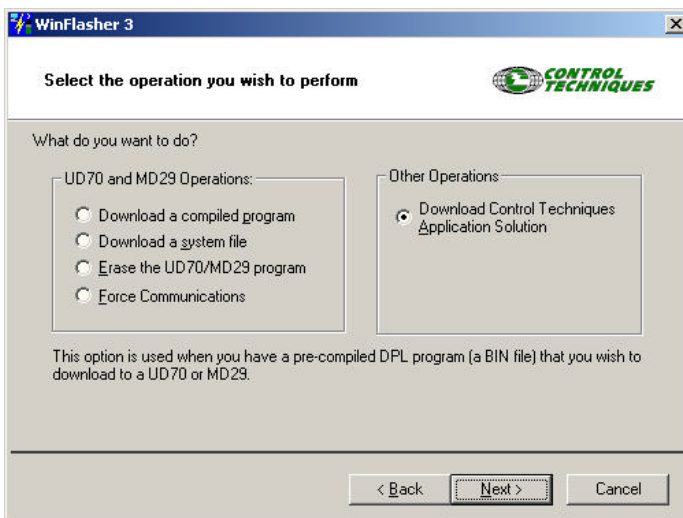 WinFlasher 3
Select the operation you wish to perform
CONTROL
TECHNIQUES
What do you want to do?
UD70 and MD29 Operations:
Download a compiled program
Download a system file
Erase the UD70/MD29 program
Force Communications
Other Operations
Download Control Techniques
Application Solution
This option is used when you have a pre-compiled DPL program (a BIN file) that you wish to
download to a UD70 or MD29.
< Back
Next >
Cancel